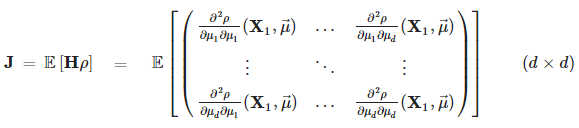 J = 𝔼 [Hρ] = 𝔼 [ ( ∂²ρ/∂μ₁∂μ₁ (X₁, μ⃗) … ∂²ρ/∂μ₁∂μ_d (X₁, μ⃗)
⋮ ⋱ ⋮
∂²ρ/∂μ_d∂μ₁ (X₁, μ⃗) … ∂²ρ/∂μ_d∂μ_d (X₁, μ⃗) ) ] (d × d)